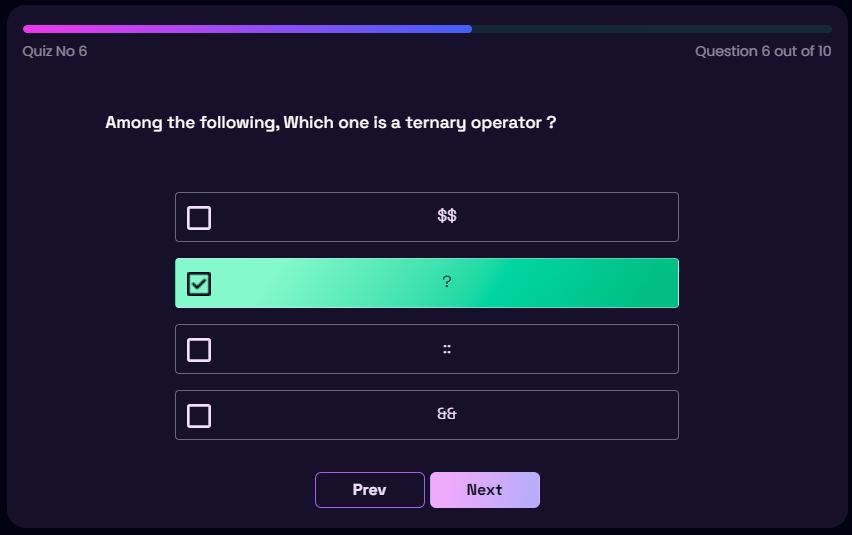 Quiz No 6
Question 6 out of 10
Among the following, Which one is a ternary operator ?
$$
?
::
&&
Prev
Next